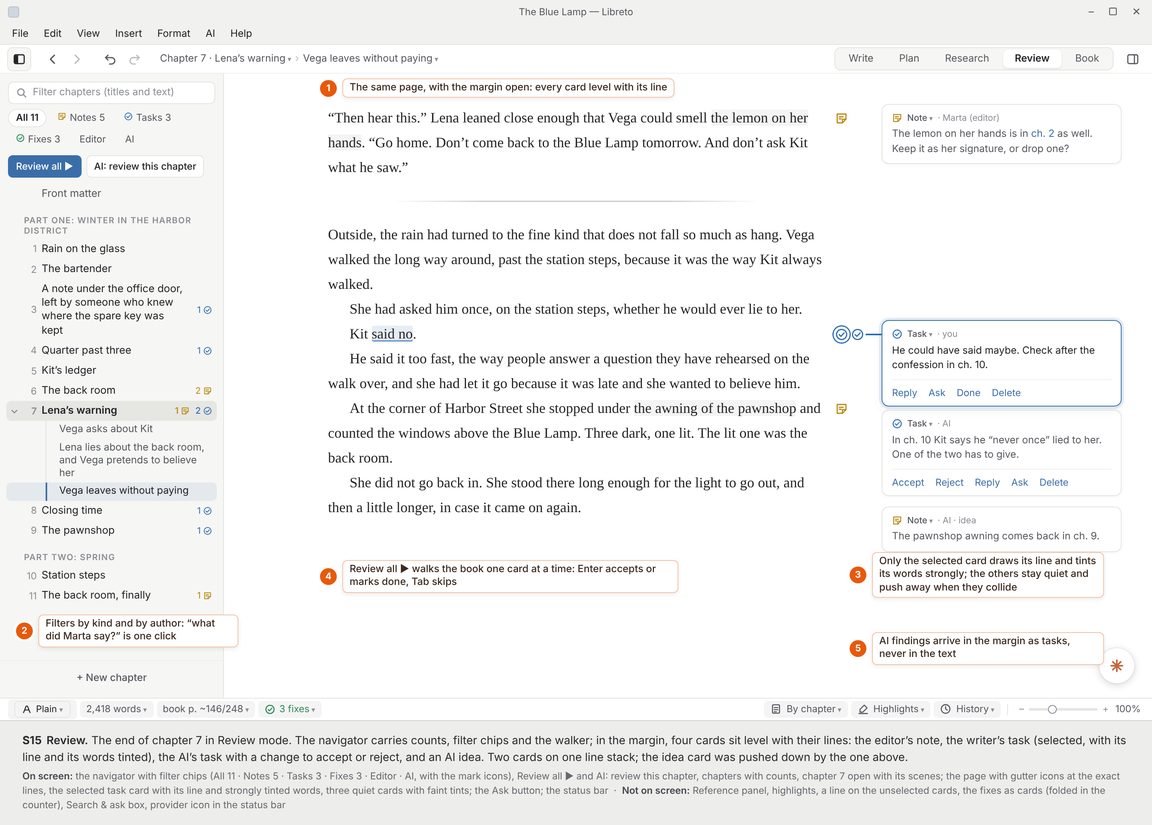 The Blue Lamp — Libreto
File Edit View Insert Format AI Help
Chapter 7 · Lena’s warning › Vega leaves without paying
Write Plan Research Review Book
Filter chapters (titles and text)
All 11 Notes 5 Tasks 3
Fixes 3 Editor AI
Review all ▶ AI: review this chapter
Front matter
PART ONE: WINTER IN THE HARBOR
DISTRICT
1 Rain on the glass
2 The bartender
A note under the office door,
left by someone who knew
3 where the spare key was 1
kept
4 Quarter past three 1
5 Kit’s ledger
6 The back room 2
7 Lena’s warning 1 2
Vega asks about Kit
Lena lies about the back room,
and Vega pretends to believe
her
Vega leaves without paying
8 Closing time 1
9 The pawnshop 1
PART TWO: SPRING
10 Station steps
11 The back room, finally 1
2 Filters by kind and by author: “what
did Marta say?” is one click
+ New chapter
1 The same page, with the margin open: every card level with its line
“Then hear this.” Lena leaned close enough that Vega could smell the lemon on her
hands. “Go home. Don’t come back to the Blue Lamp tomorrow. And don’t ask Kit
what he saw.”
Outside, the rain had turned to the fine kind that does not fall so much as hang. Vega
walked the long way around, past the station steps, because it was the way Kit always
walked.
She had asked him once, on the station steps, whether he would ever lie to her.
Kit said no.
He said it too fast, the way people answer a question they have rehearsed on the
walk over, and she had let it go because it was late and she wanted to believe him.
At the corner of Harbor Street she stopped under the awning of the pawnshop and
counted the windows above the Blue Lamp. Three dark, one lit. The lit one was the
back room.
She did not go back in. She stood there long enough for the light to go out, and
then a little longer, in case it came on again.
4 Review all ▶ walks the book one card at a time: Enter accepts or
marks done, Tab skips
Note · Marta (editor)
The lemon on her hands is in ch. 2 as well.
Keep it as her signature, or drop one?
Task · you
He could have said maybe. Check after the
confession in ch. 10.
Reply Ask Done Delete
Task · AI
In ch. 10 Kit says he “never once” lied to her.
One of the two has to give.
Accept Reject Reply Ask Delete
Note · AI · idea
The pawnshop awning comes back in ch. 9.
3 Only the selected card draws its line and tints
its words strongly; the others stay quiet and
push away when they collide
5 AI findings arrive in the margin as tasks,
never in the text
Plain 2,418 words book p. ~146/248 3 fixes By chapter Highlights History − + 100%
S15 Review. The end of chapter 7 in Review mode. The navigator carries counts, filter chips and the walker; in the margin, four cards sit level with their lines: the editor’s note, the writer’s task (selected, with its
line and its words tinted), the AI’s task with a change to accept or reject, and an AI idea. Two cards on one line stack; the idea card was pushed down by the one above.
On screen: the navigator with filter chips (All 11 · Notes 5 · Tasks 3 · Fixes 3 · Editor · AI, with the mark icons), Review all ▶ and AI: review this chapter, chapters with counts, chapter 7 open with its scenes; the page with gutter icons at the exact
lines, the selected task card with its line and strongly tinted words, three quiet cards with faint tints; the Ask button; the status bar · Not on screen: Reference panel, highlights, a line on the unselected cards, the fixes as cards (folded in the
counter), Search & ask box, provider icon in the status bar